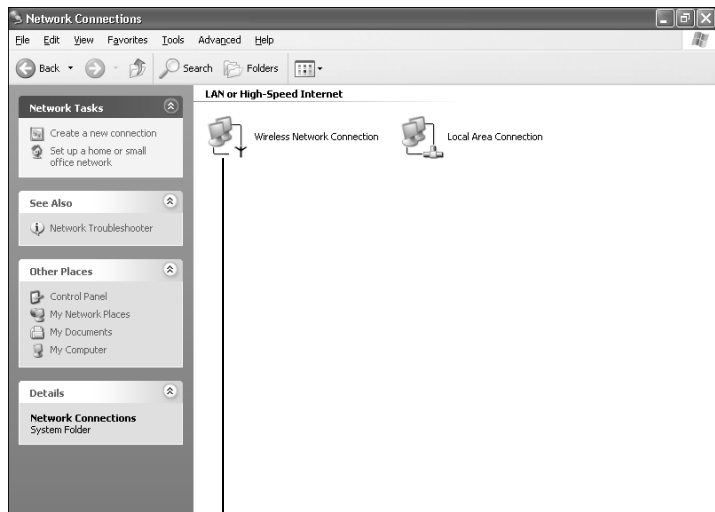 Network Connections
File Edit View Favorites Tools Advanced Help
Back Search Folders
Network Tasks
Create a new connection
Set up a home or small
office network
See Also
Network Troubleshooter
Other Places
Control Panel
My Network Places
My Documents
My Computer
Details
Network Connections
System Folder
LAN or High-Speed Internet
Wireless Network Connection
Local Area Connection